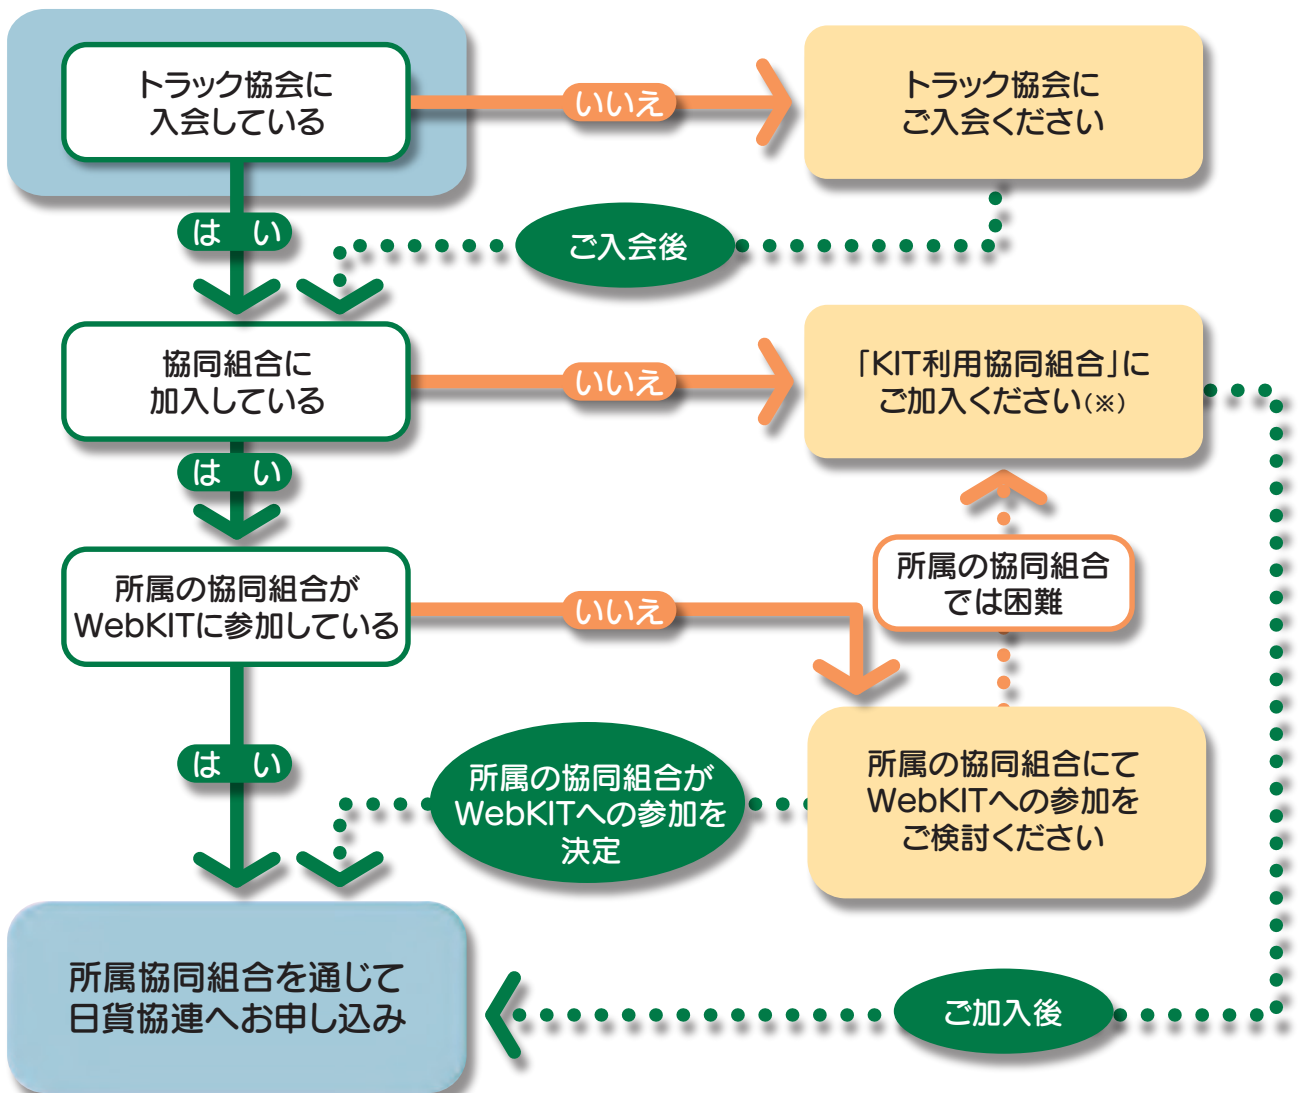 トラック協会に
入会している
いいえ
トラック協会に
ご入会ください
はい
ご入会後
協同組合に
加入している
いいえ
「KIT利用協同組合」に
ご加入ください(※)
はい
所属の協同組合が
WebKITに参加している
いいえ
所属の協同組合
では困難
はい
所属の協同組合が
WebKITへの参加を
決定
所属の協同組合にて
WebKITへの参加を
ご検討ください
所属協同組合を通じて
日貨協連へお申し込み
ご加入後